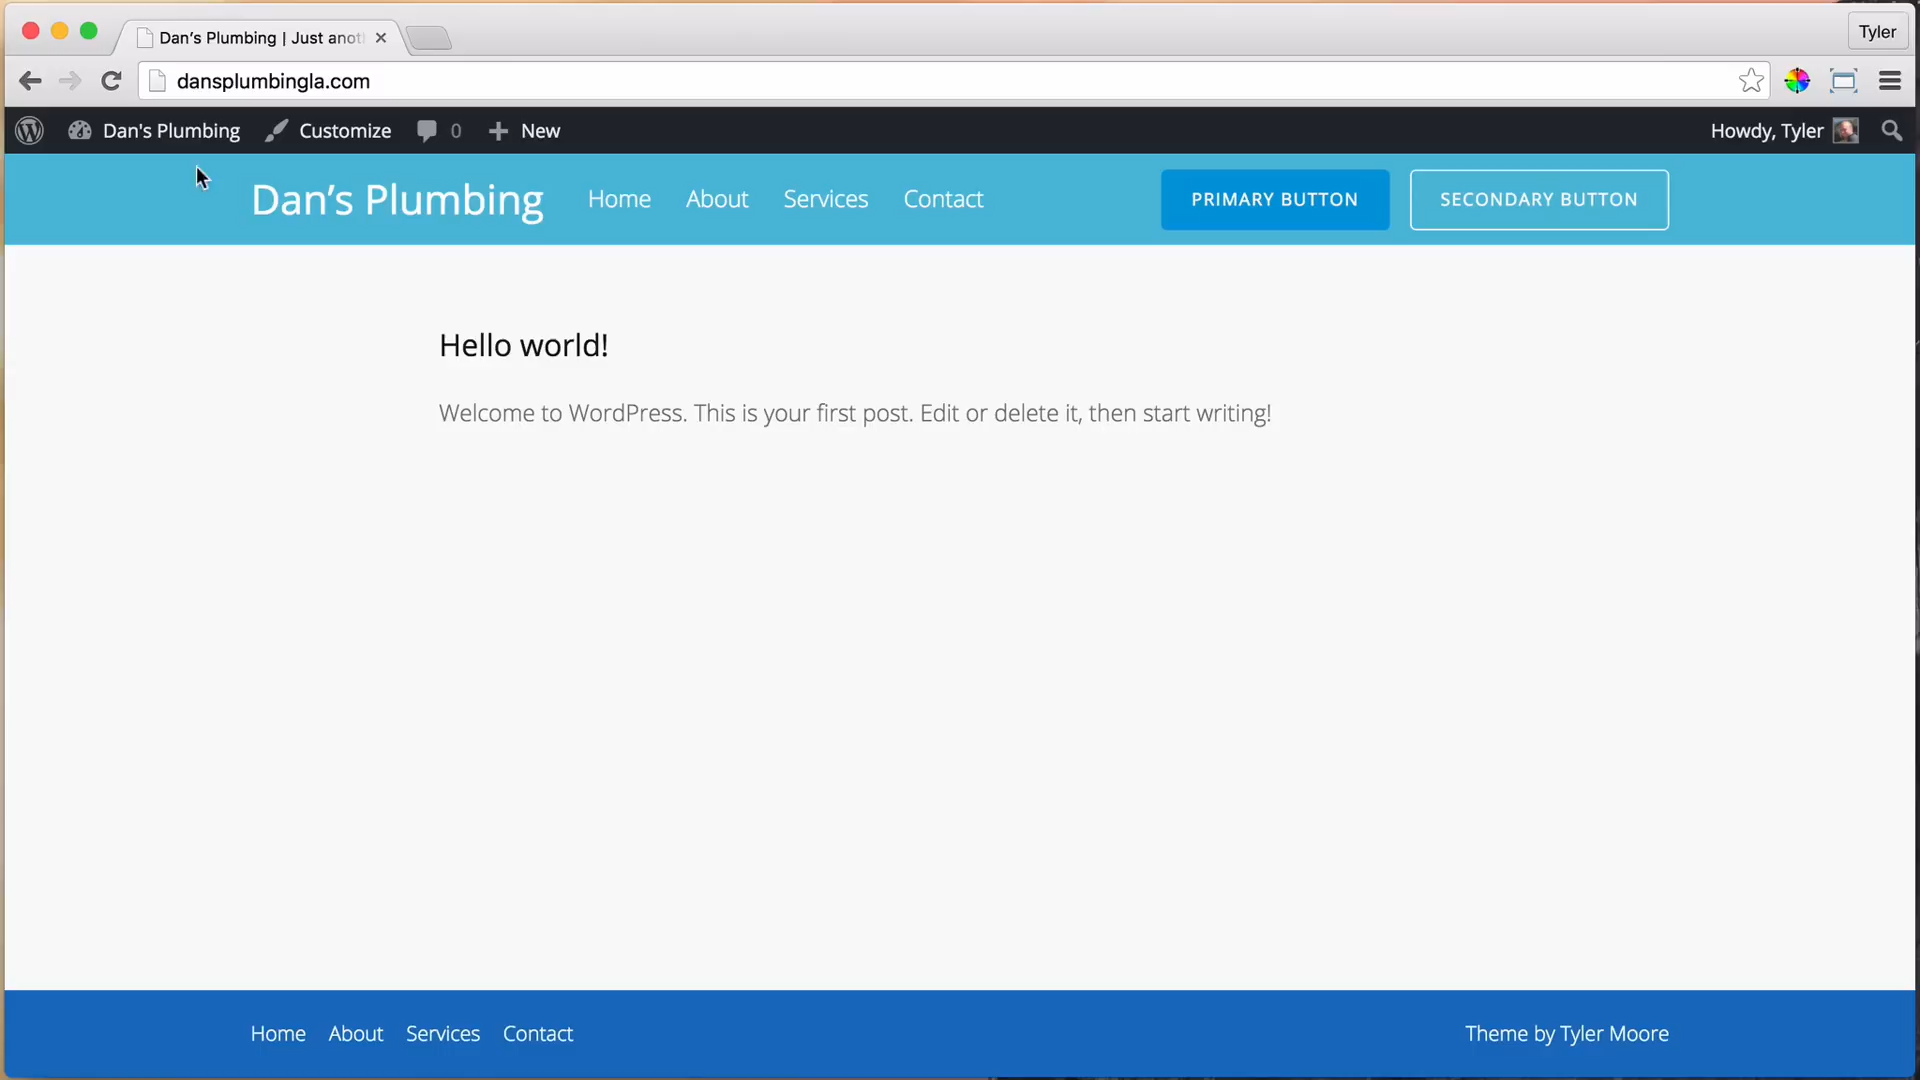 Dan’s Plumbing | Just anot
Tyler
dansplumbingla.com
Dan's Plumbing Customize 0 New Howdy, Tyler
Dan’s Plumbing Home About Services Contact PRIMARY BUTTON SECONDARY BUTTON
Hello world!
Welcome to WordPress. This is your first post. Edit or delete it, then start writing!
Home About Services Contact Theme by Tyler Moore